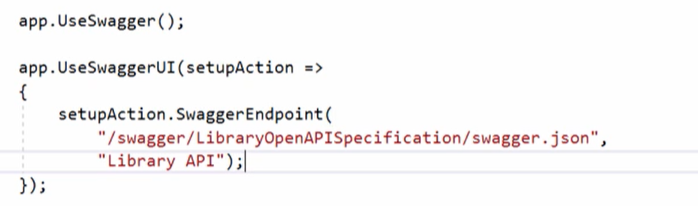 app.UseSwagger();
app.UseSwaggerUI(setupAction =>
{
setupAction.SwaggerEndpoint(
"/swagger/LibraryOpenAPISpecification/swagger.json",
"Library API");
});